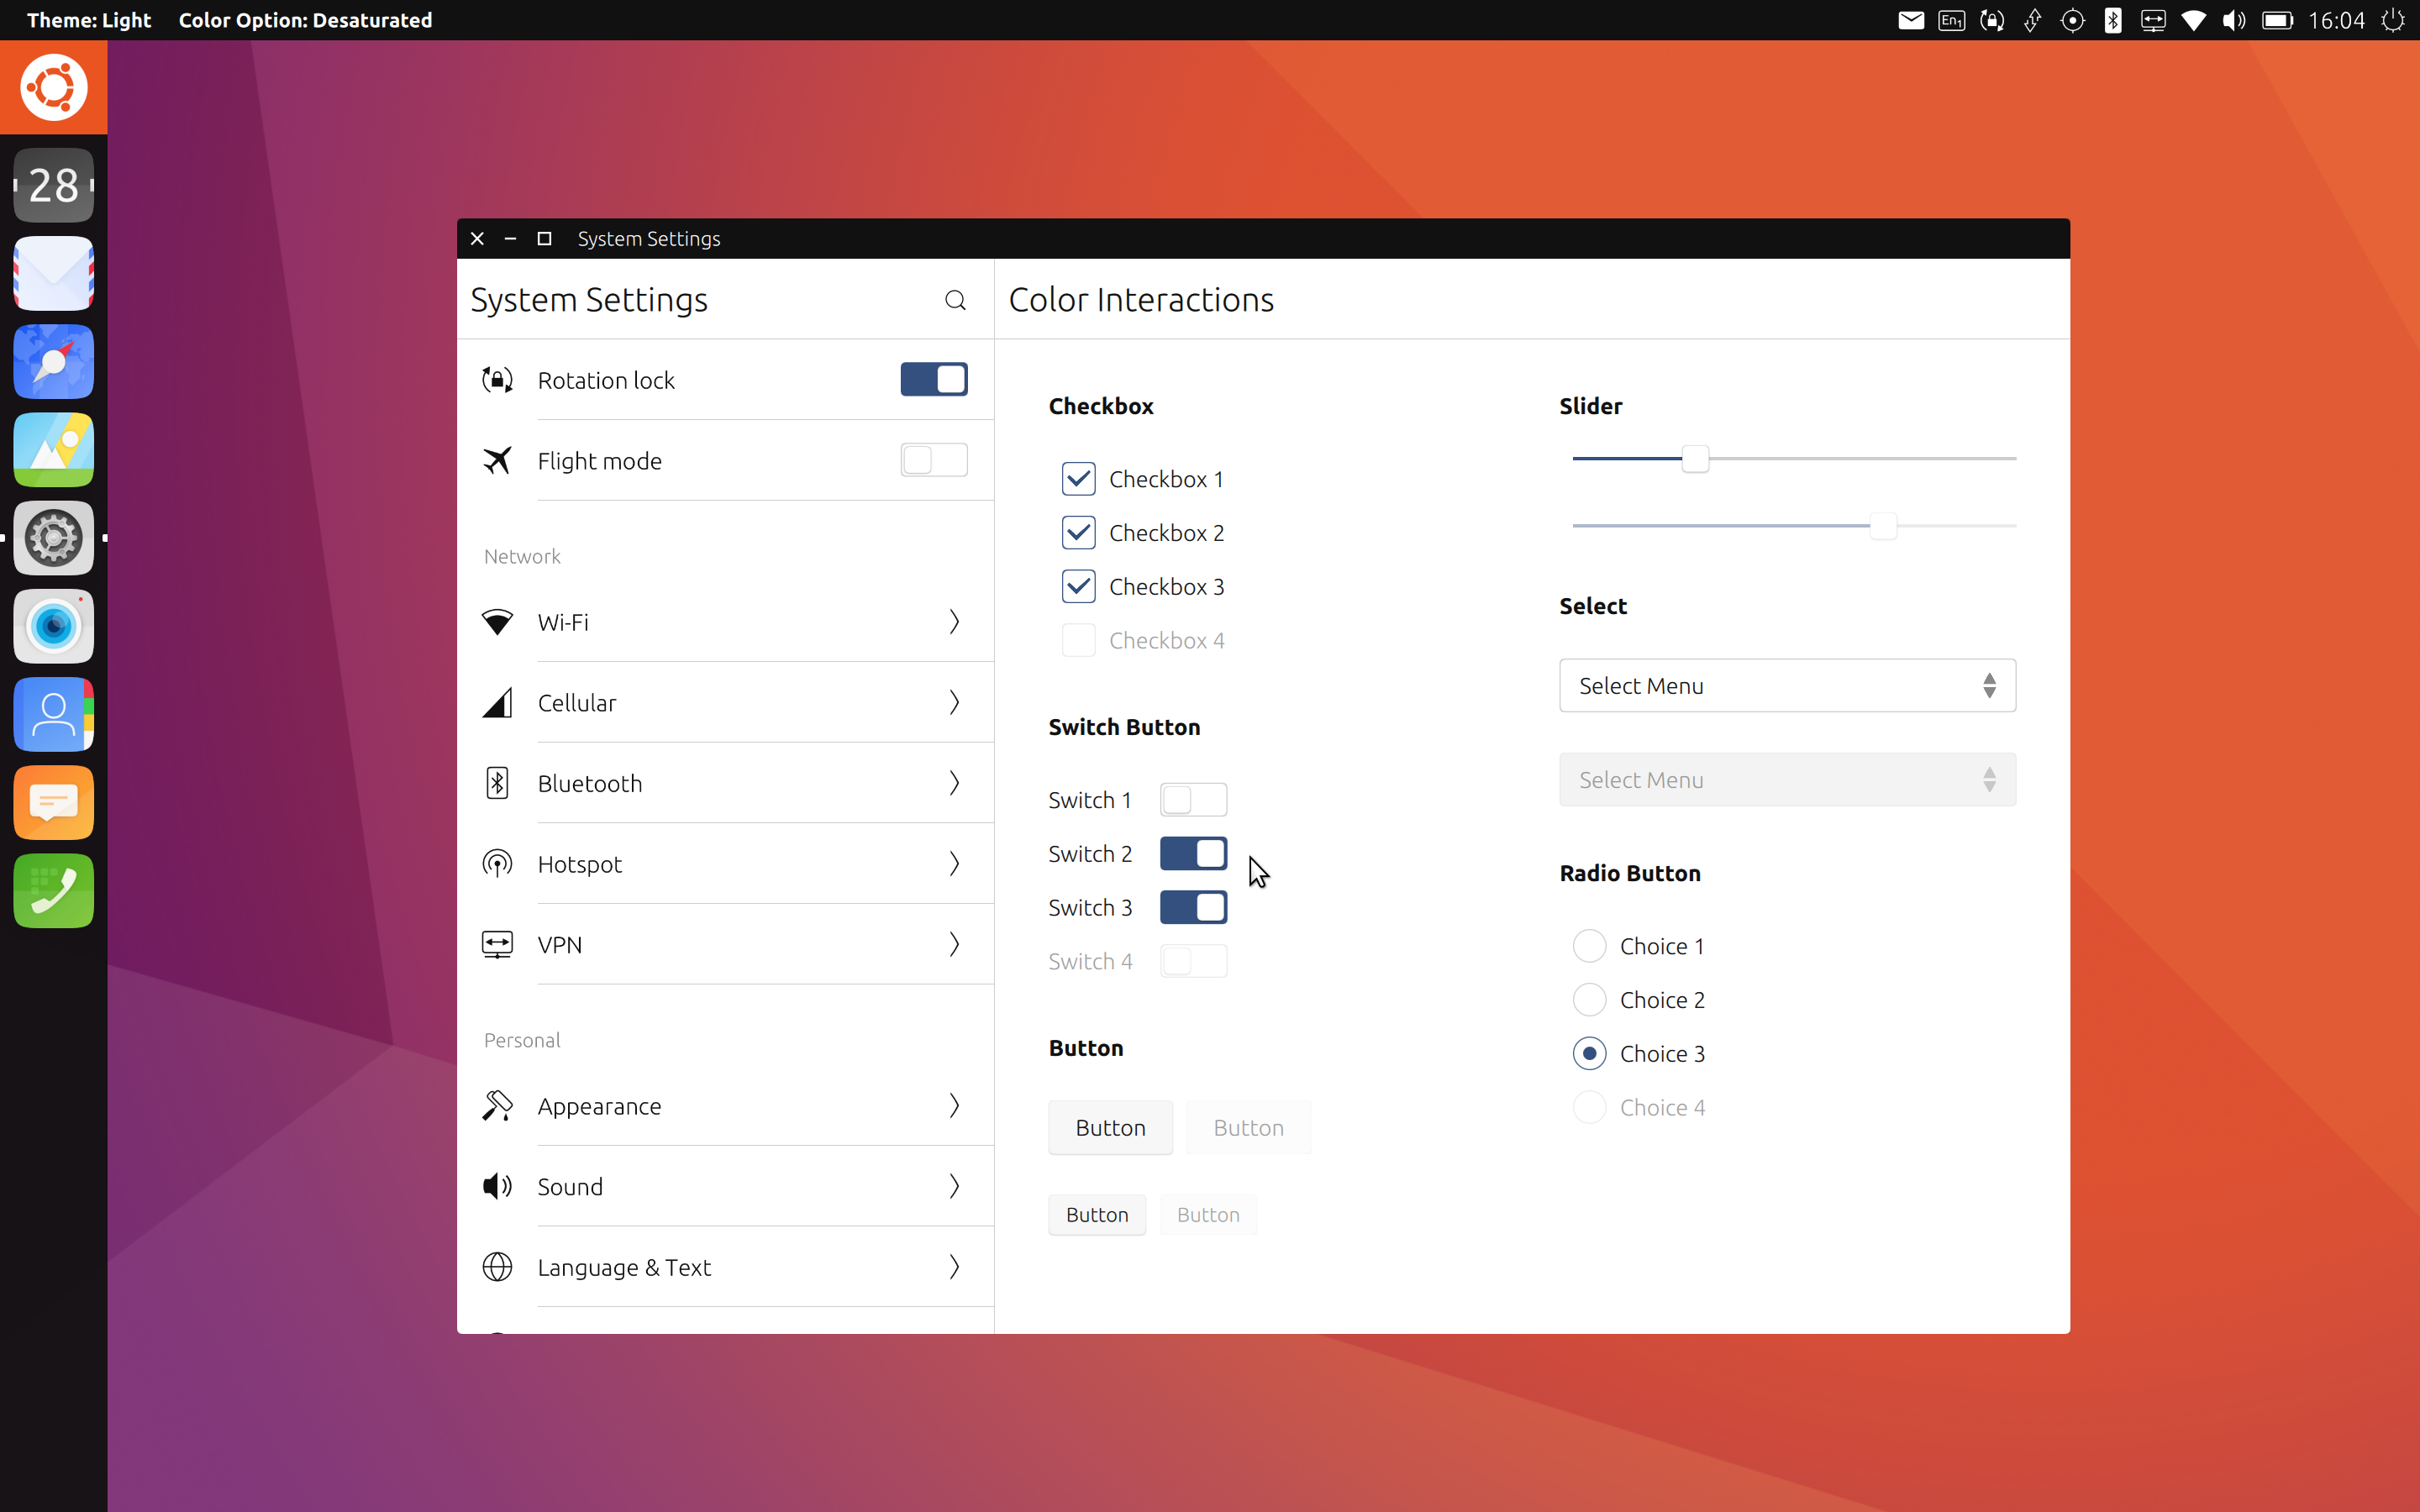 Theme: Light Color Option: Desaturated
En1 16:04
28
System Settings
System Settings
Rotation lock
Flight mode
Network
Wi-Fi
Cellular
Bluetooth
Hotspot
VPN
Personal
Appearance
Sound
Language & Text
Color Interactions
Checkbox
Checkbox 1
Checkbox 2
Checkbox 3
Checkbox 4
Switch Button
Switch 1
Switch 2
Switch 3
Switch 4
Button
Button Button
Button Button
Slider
Select
Select Menu
Select Menu
Radio Button
Choice 1
Choice 2
Choice 3
Choice 4